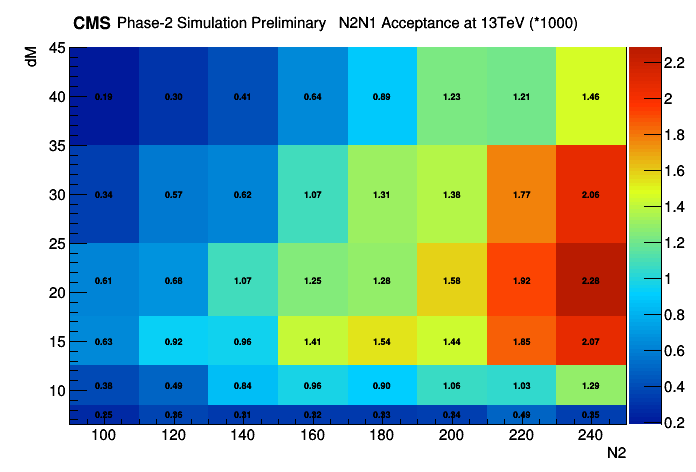 CMS Phase-2 Simulation Preliminary N2N1 Acceptance at 13TeV (*1000)
dM
45
40 0.19 0.30 0.41 0.64 0.89 1.23 1.21 1.46
35
30 0.34 0.57 0.62 1.07 1.31 1.38 1.77 2.06
25
20 0.61 0.68 1.07 1.25 1.28 1.58 1.92 2.28
15 0.63 0.92 0.96 1.41 1.54 1.44 1.85 2.07
10 0.38 0.49 0.84 0.96 0.90 1.06 1.03 1.29
0.25 0.36 0.31 0.32 0.33 0.34 0.49 0.35
100 120 140 160 180 200 220 240
N2
2.2
2
1.8
1.6
1.4
1.2
1
0.8
0.6
0.4
0.2